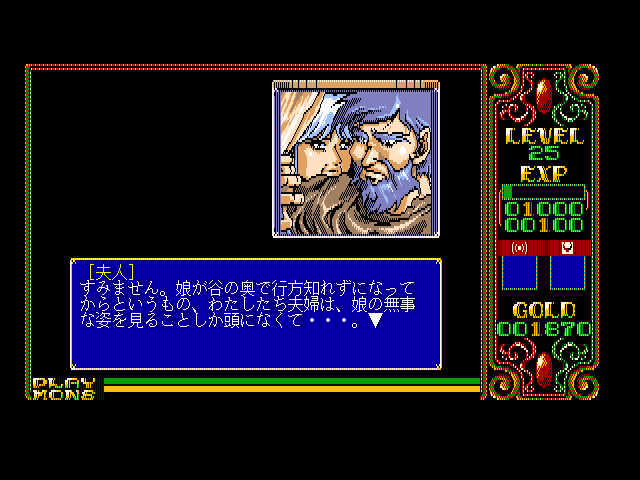 LEVEL
25
EXP
01000
00100
GOLD
001870
[夫人]
すみません。娘が谷の奥で行方知れずになって
からというもの、わたしたち夫婦は、娘の無事
な姿を見ることしか頭になくて・・・。▼
PLAY
MONS